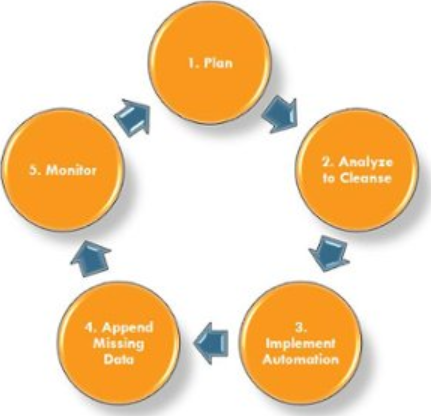 1. Plan
2. Analyze
to Cleanse
3.
Implement
Automation
4. Append
Missing
Data
5. Monitor